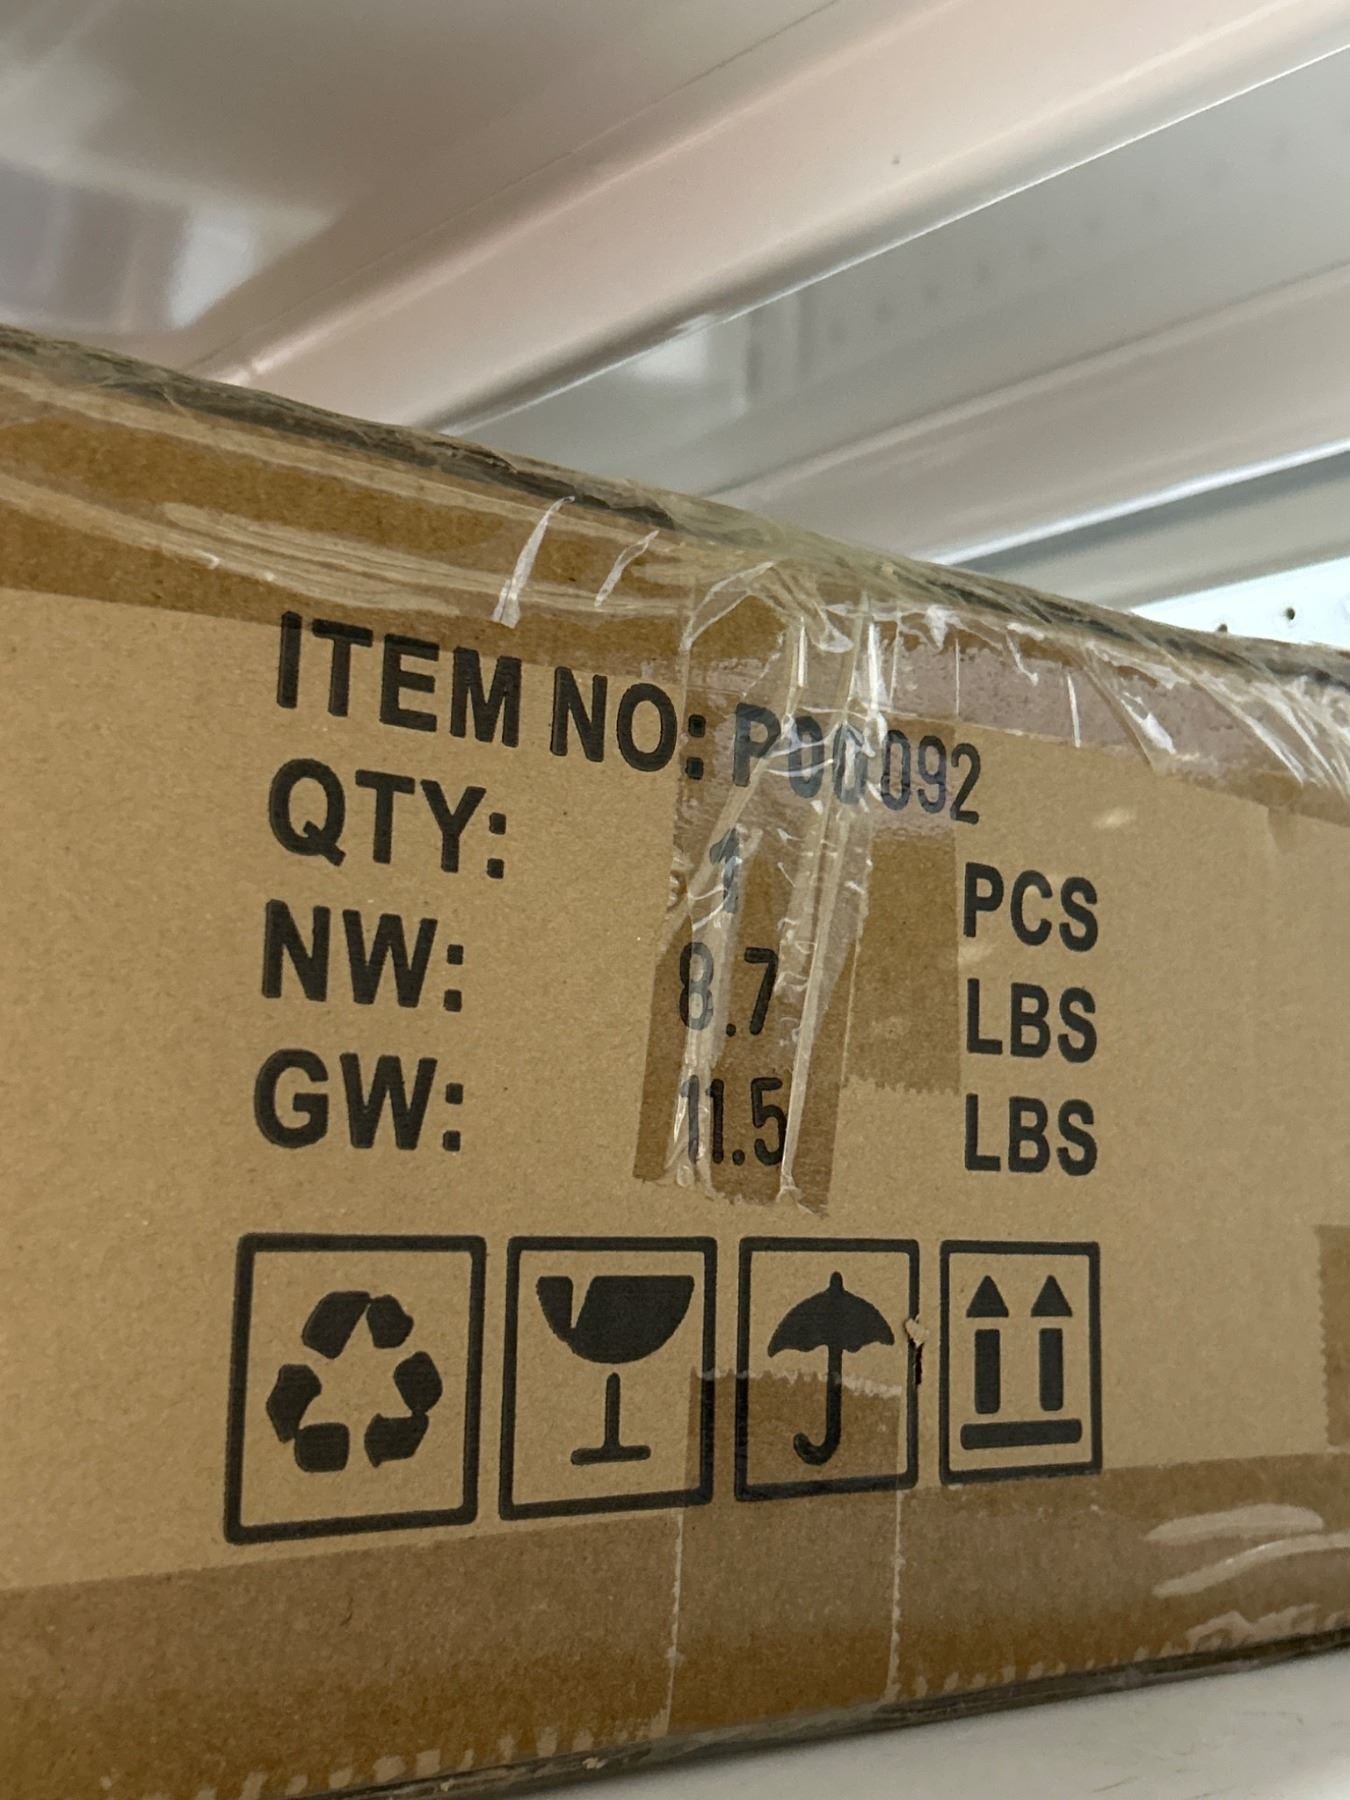 ITEM NO: P00092
QTY: 1 PCS
NW: 8.7 LBS
GW: 11.5 LBS